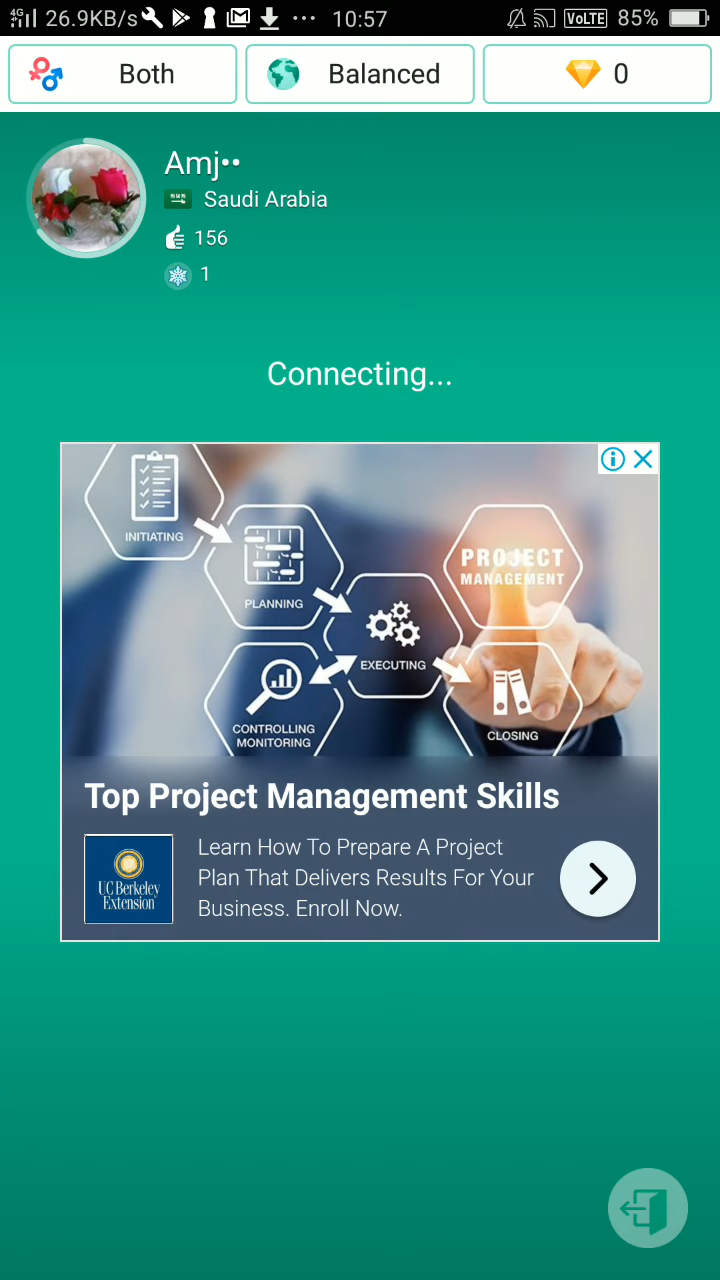 4G 26.9KB/s ... 10:57 VoLTE 85%
Both
Balanced
0
Amj••
Saudi Arabia
156
1
Connecting...
INITIATING
PLANNING
PROJECT
MANAGEMENT
EXECUTING
CONTROLLING
MONITORING
CLOSING
Top Project Management Skills
UC Berkeley
Extension
Learn How To Prepare A Project
Plan That Delivers Results For Your
Business. Enroll Now.